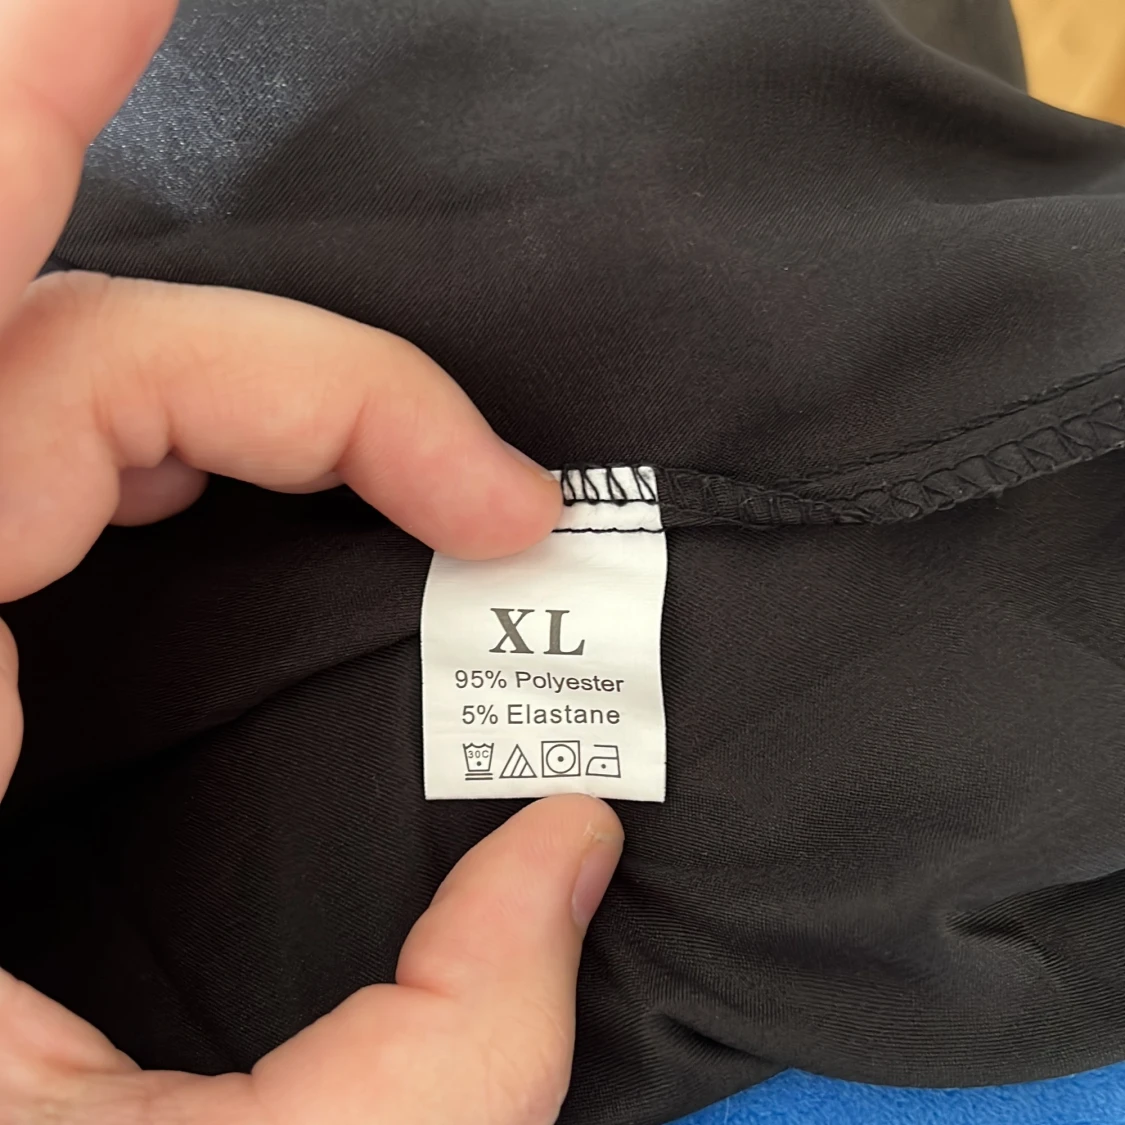 XL
95% Polyester
5% Elastane
30C